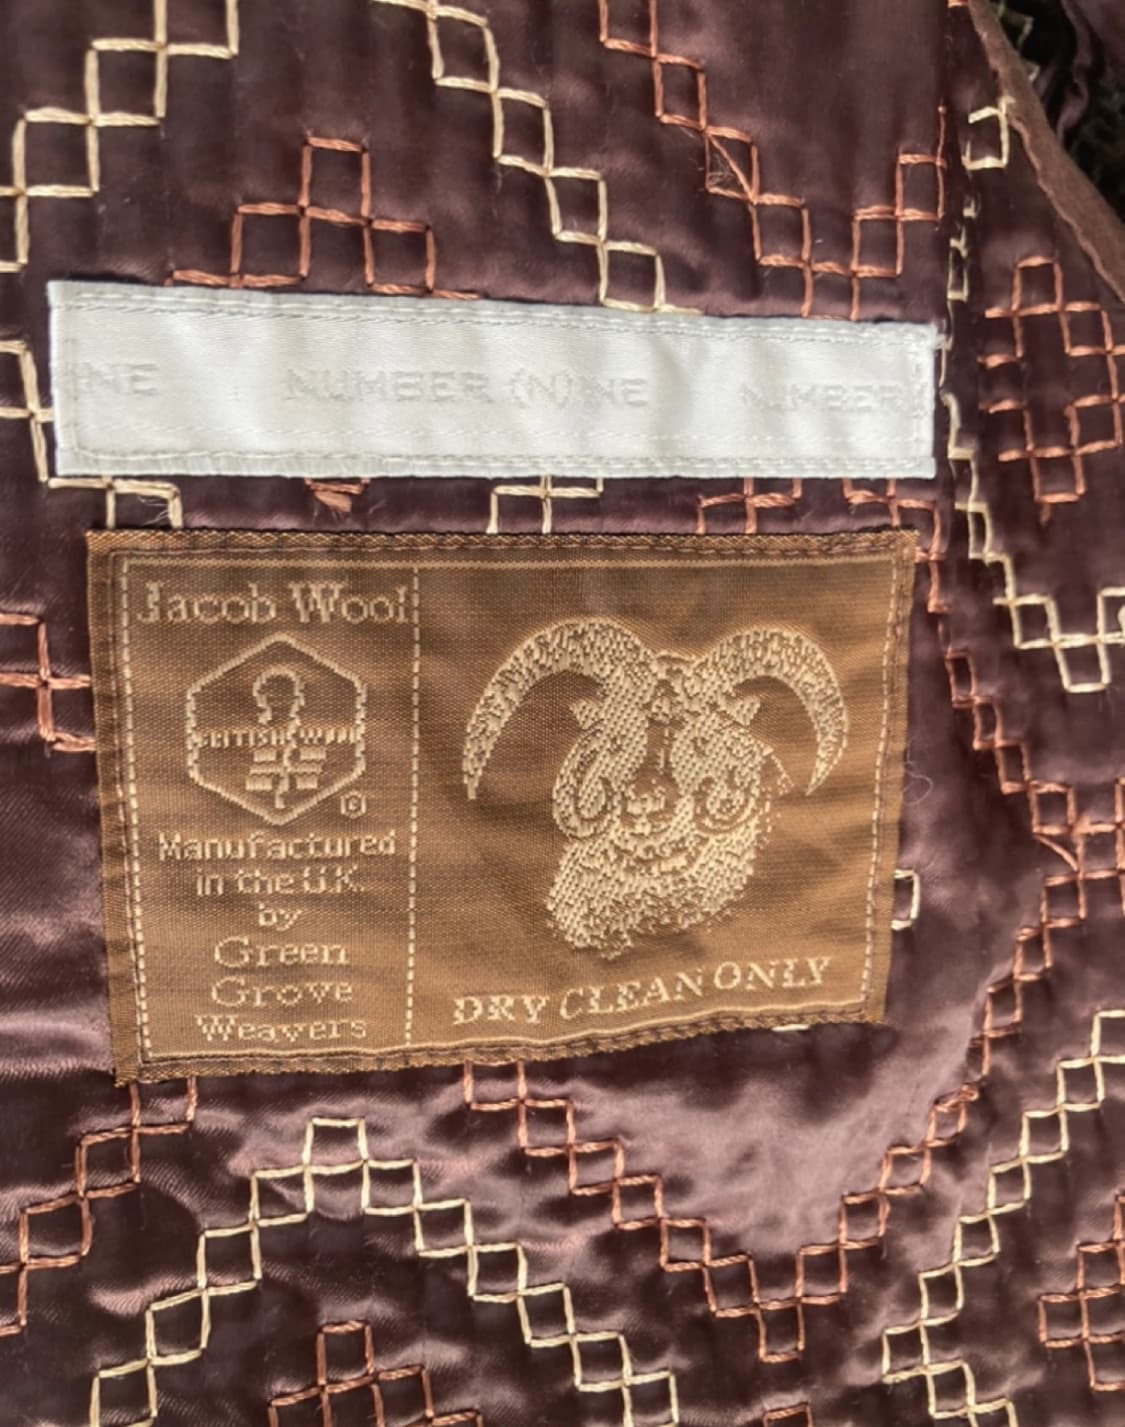 NE NUMBER (N)INE NUMBER
Jacob Wool
BRITISH WOOL
©
Manufactured
in the U.K.
by
Green
Grove
Weavers
DRY CLEAN ONLY